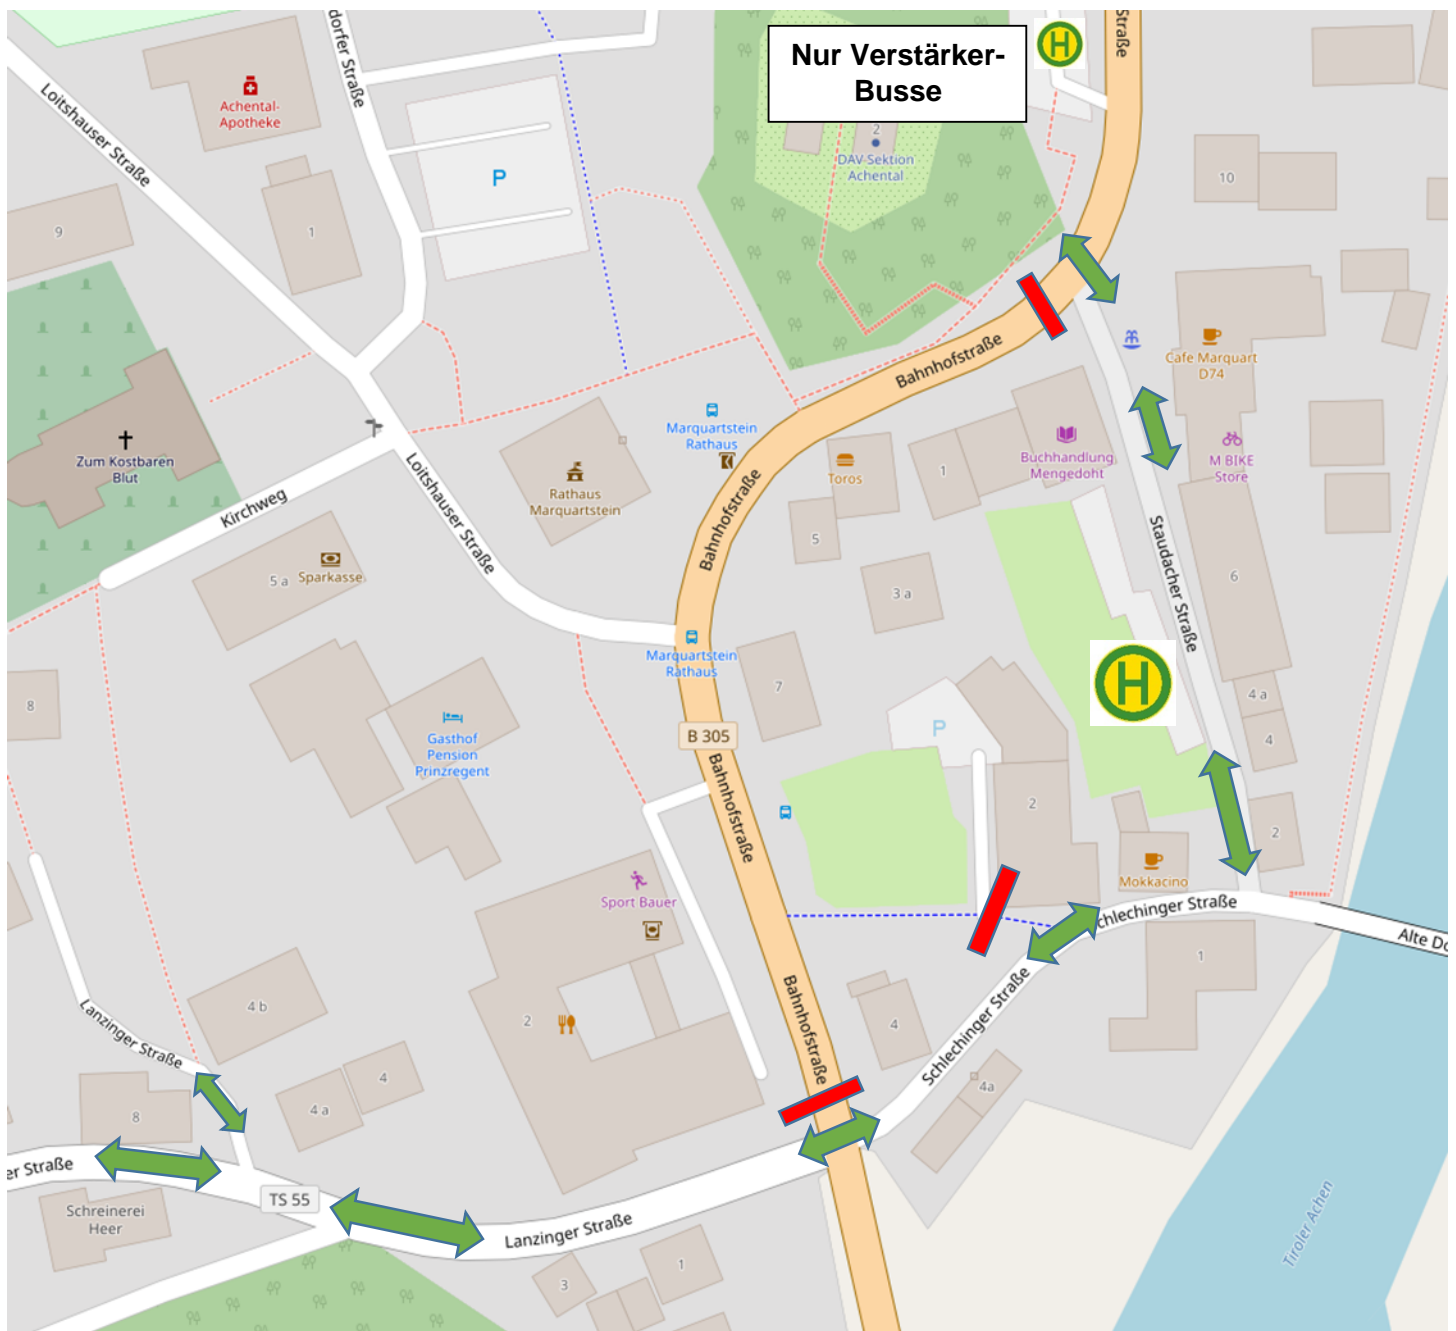 Nur Verstärker-
Busse
H
Straße
dorfer Straße
Loitshauser Straße
Achental-
Apotheke
P
2
DAV Sektion
Achental
10
9
1
Bahnhofstraße
Cafe Marquart
D74
Marquartstein
Rathaus
Zum Kostbaren
Blut
Kirchweg
Loitshauser Straße
Rathaus
Marquartstein
Toros
1
Buchhandlung
Mengedoht
M BIKE
Store
Bahnhofstraße
5
Staudacher Straße
5 a
Sparkasse
3 a
6
Marquartstein
Rathaus
7
H
4 a
8
Gasthof
Pension
Prinzregent
B 305
P
4
Bahnhofstraße
2
2
Mokkacino
Sport Bauer
chlechinger Straße
Alte Do
1
4 b
Lanzinger Straße
2
Bahnhofstraße
4
Schlechinger Straße
4a
4
4 a
8
er Straße
TS 55
Schreinerei
Heer
Lanzinger Straße
1
3
Tiroler Achen